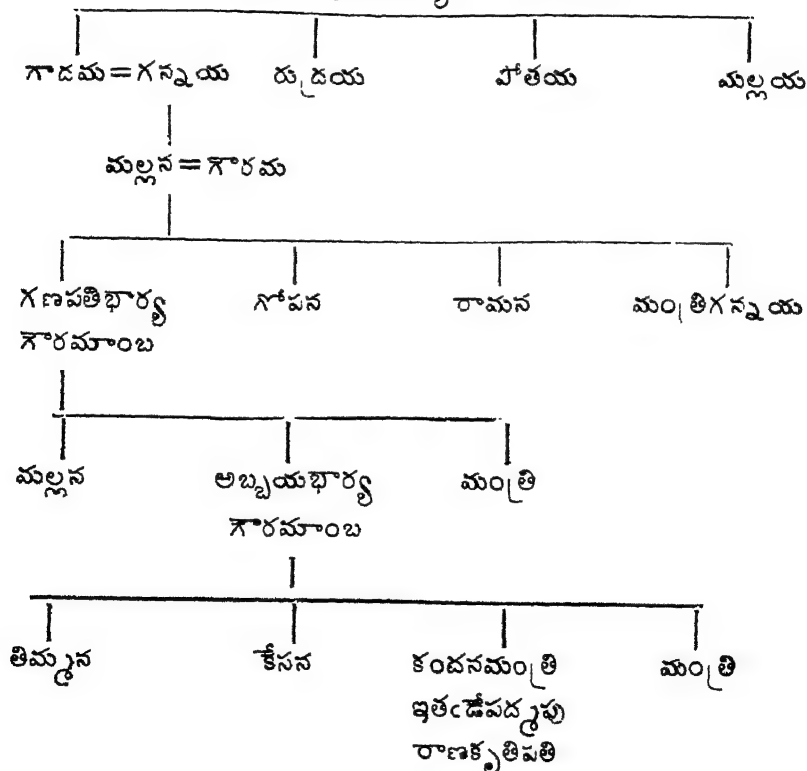 గాదమ=గన్నయ రుద్రయ పోతయ మల్లయ
మల్లన=గౌరమ
గణపతిభార్య గోపన రామన మంత్రిగన్నయ
గౌరమాంబ
మల్లన అబ్బయభార్య మంత్రి
గౌరమాంబ
తిమ్మన కేసన కందనమంత్రి మంత్రి
ఇతఁడేపద్మపు
రాణకృతిపతి